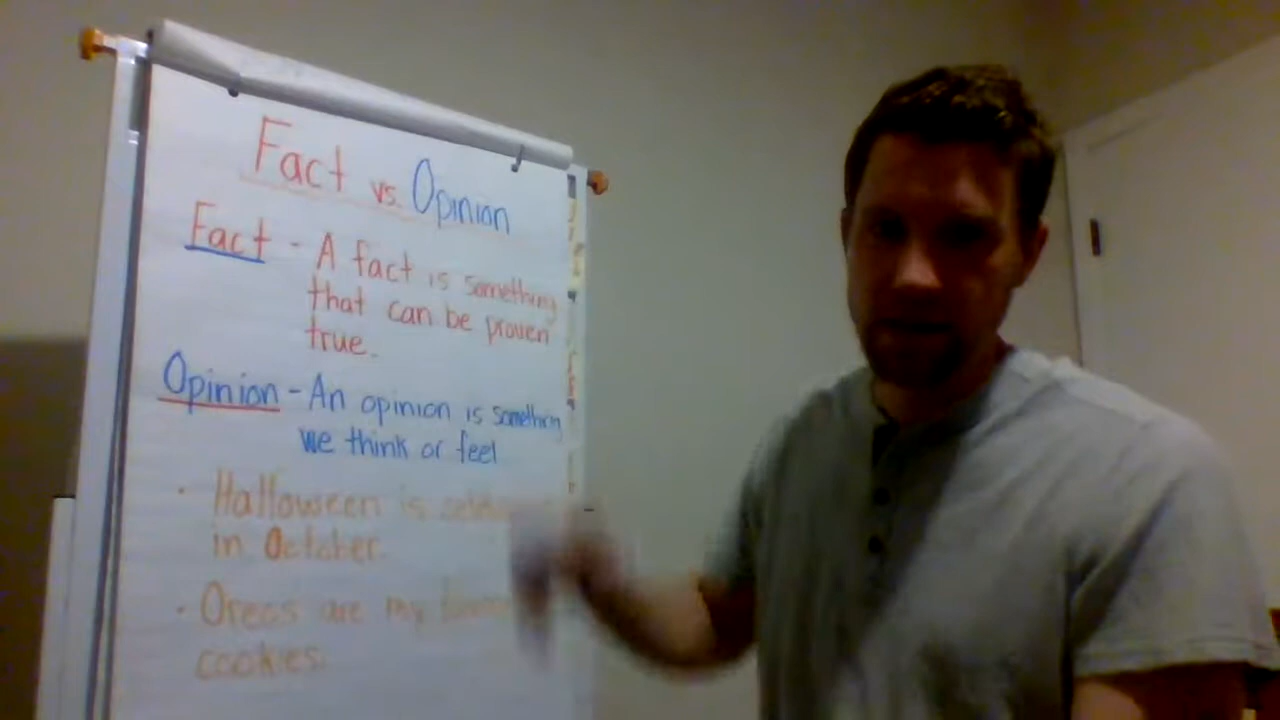 Fact vs. Opinion
Fact - A fact is something
that can be proven
true.
Opinion - An opinion is something
we think or feel
· Halloween is
in October.
· Oreos are my
cookies.